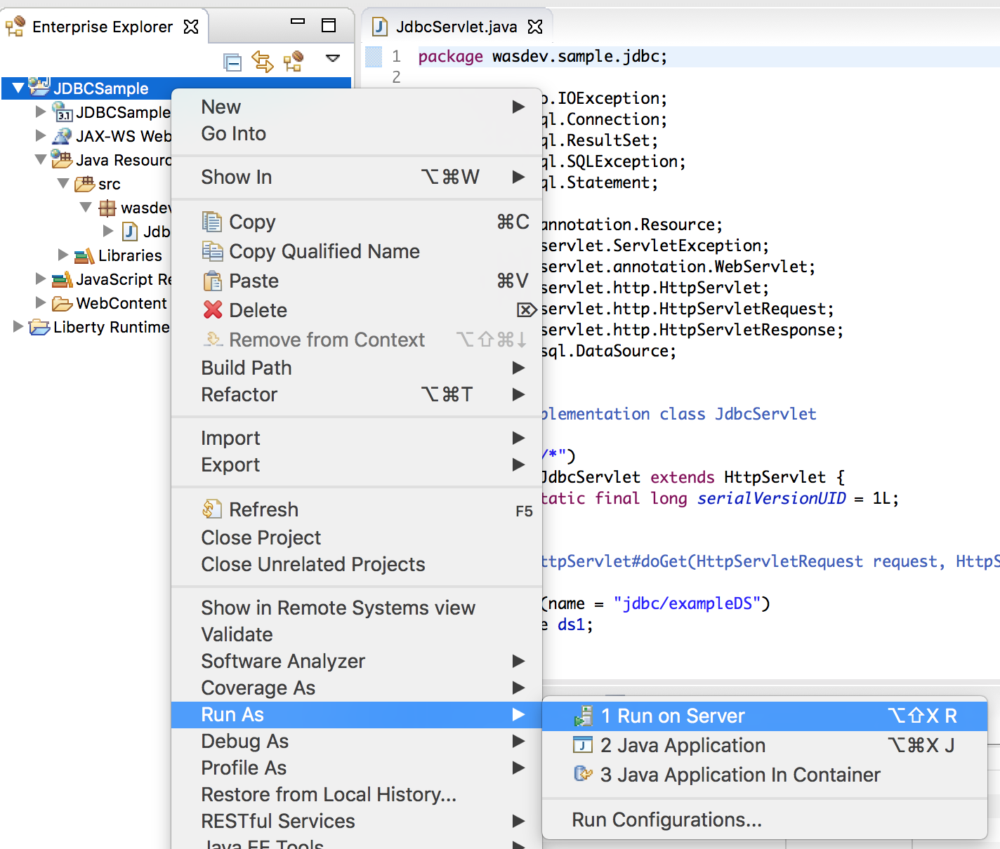 Enterprise Explorer
JDBCSample
3.1 JDBCSample
JAX-WS Web
Java Resourc
src
wasdev
J Jdb
Libraries
JavaScript Re
WebContent
Liberty Runtime
J JdbcServlet.java
1 package wasdev.sample.jdbc;
2
o.IOException;
ql.Connection;
ql.ResultSet;
ql.SQLException;
ql.Statement;
annotation.Resource;
servlet.ServletException;
servlet.annotation.WebServlet;
servlet.http.HttpServlet;
servlet.http.HttpServletRequest;
servlet.http.HttpServletResponse;
sql.DataSource;
plementation class JdbcServlet
/*")
JdbcServlet extends HttpServlet {
tatic final long serialVersionUID = 1L;
ttpServlet#doGet(HttpServletRequest request, HttpS
(name = "jdbc/exampleDS")
e ds1;
New
Go Into
Show In ⌥⌘W
Copy ⌘C
Copy Qualified Name
Paste ⌘V
Delete ⌦
Remove from Context ⌥⇧⌘↓
Build Path
Refactor ⌥⌘T
Import
Export
Refresh F5
Close Project
Close Unrelated Projects
Show in Remote Systems view
Validate
Software Analyzer
Coverage As
Run As
Debug As
Profile As
Restore from Local History...
RESTful Services
Java EE Tools
1 Run on Server ⌥⇧X R
J 2 Java Application ⌥⌘X J
3 Java Application In Container
Run Configurations...